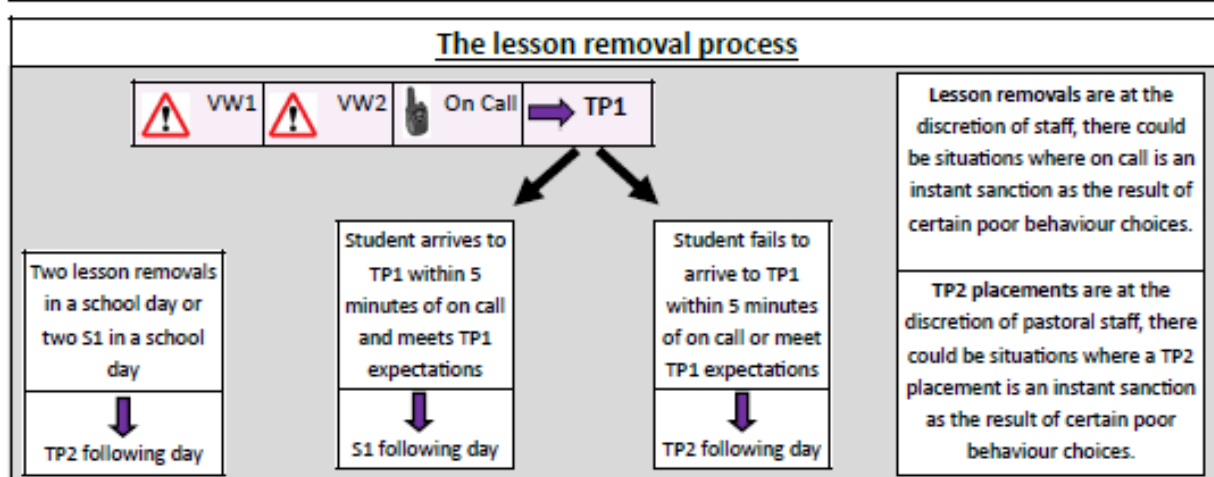 The lesson removal process
VW1
VW2
On Call
TP1
Two lesson removals
in a school day or
two S1 in a school
day
TP2 following day
Student arrives to
TP1 within 5
minutes of on call
and meets TP1
expectations
S1 following day
Student fails to
arrive to TP1
within 5 minutes
of on call or meet
TP1 expectations
TP2 following day
Lesson removals are at the
discretion of staff, there could
be situations where on call is an
instant sanction as the result of
certain poor behaviour choices.
TP2 placements are at the
discretion of pastoral staff, there
could be situations where a TP2
placement is an instant sanction
as the result of certain poor
behaviour choices.